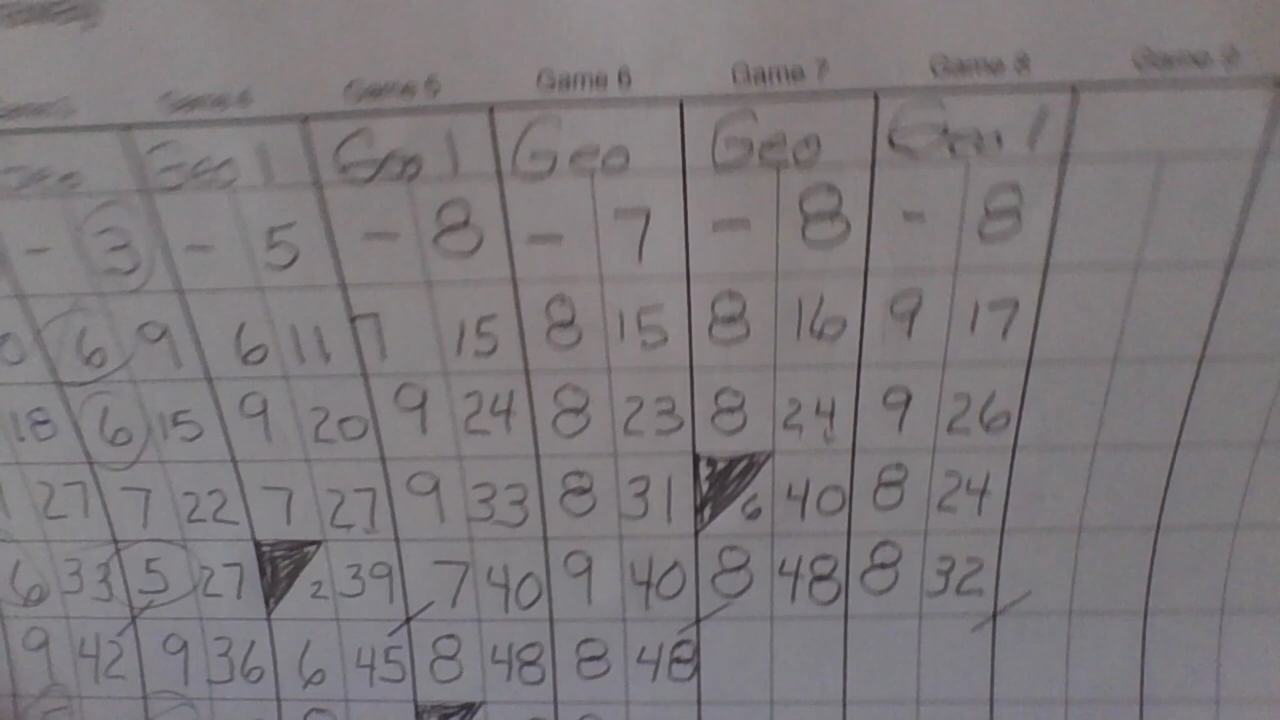 Game 5 Game 6 Game 7 Game 8 Game 9
Geo Geo
- 3 - 5 - 8 - 7 - 8 - 8
6 9 6 11 7 15 8 15 8 16 9 17
18 6 15 9 20 9 24 8 23 8 24 9 26
27 7 22 7 27 9 33 8 31 6 40 8 24
6 33 5 27 2 39 7 40 9 40 8 48 8 32
9 42 9 36 6 45 8 48 8 48